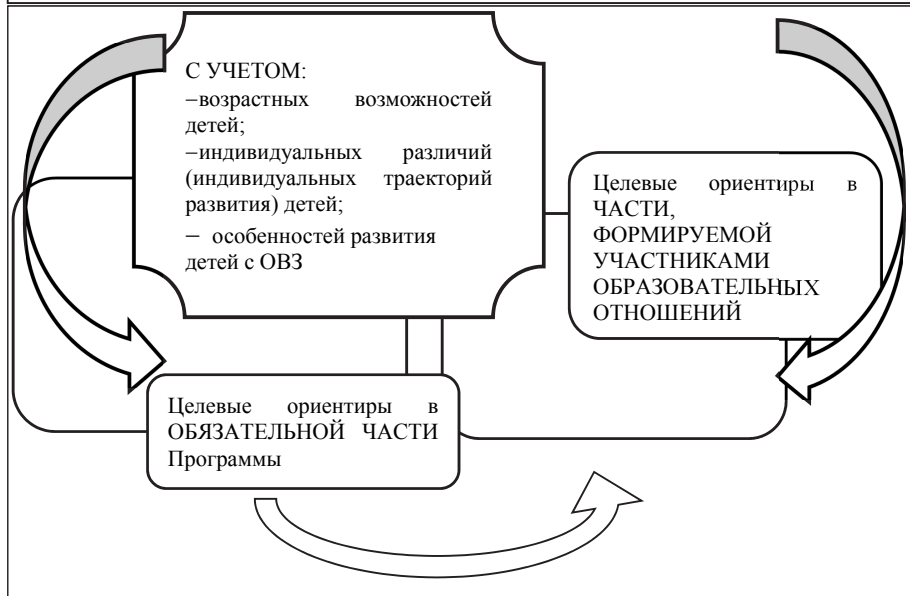 С УЧЕТОМ:
–возрастных возможностей
детей;
–индивидуальных различий
(индивидуальных траекторий
развития) детей;
– особенностей развития
детей с ОВЗ
Целевые ориентиры в
ЧАСТИ,
ФОРМИРУЕМОЙ
УЧАСТНИКАМИ
ОБРАЗОВАТЕЛЬНЫХ
ОТНОШЕНИЙ
Целевые ориентиры в
ОБЯЗАТЕЛЬНОЙ ЧАСТИ
Программы